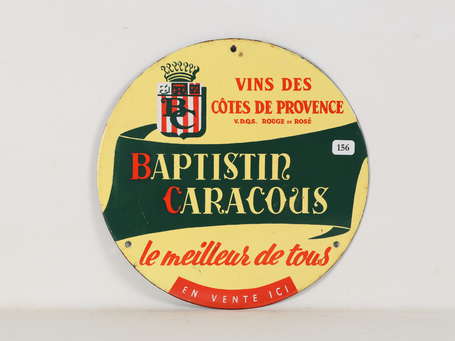 BC
VINS DES
CÔTES DE PROVENCE
V.D.Q.S. ROUGE ET ROSÉ
156
BAPTISTIN
CARACOUS
le meilleur de tous
EN VENTE ICI